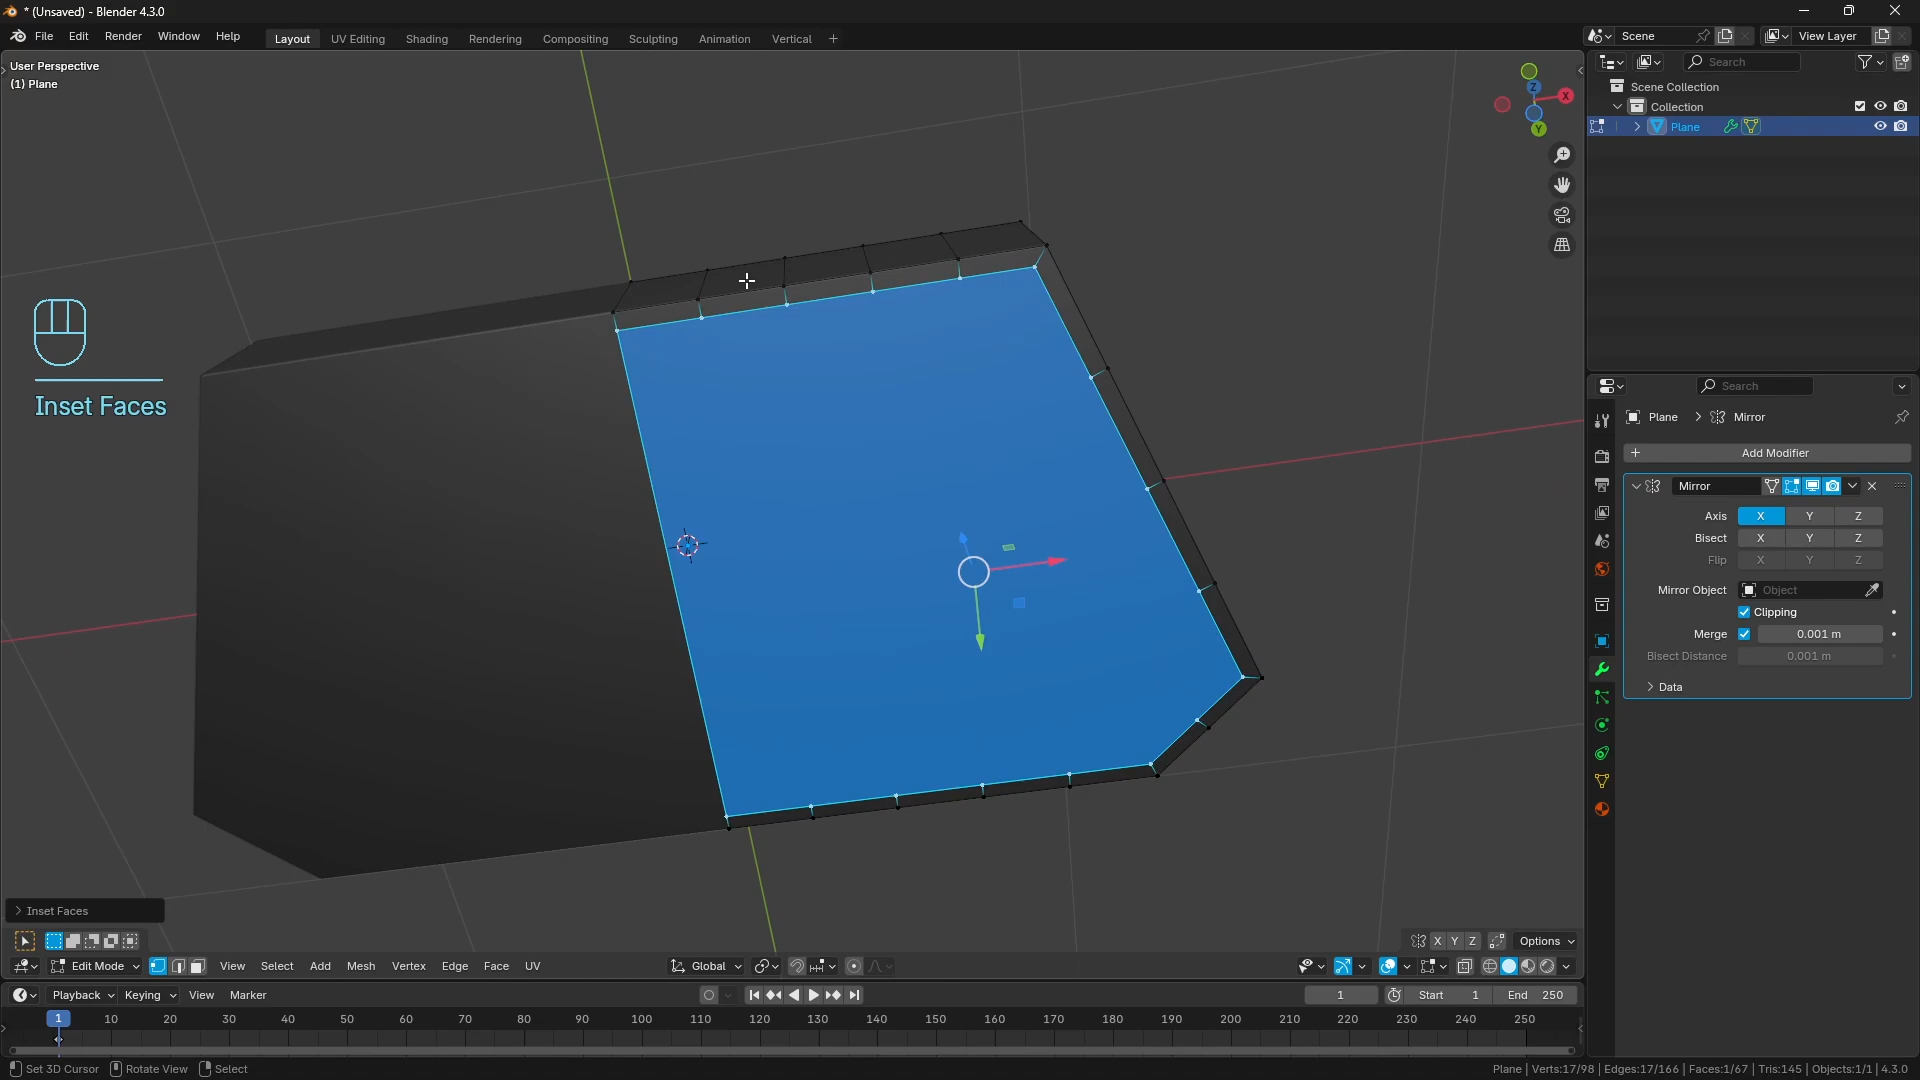 * (Unsaved) - Blender 4.3.0
File Edit Render Window Help Layout UV Editing Shading Rendering Compositing Sculpting Animation Vertical + Scene View Layer
User Perspective
(1) Plane
Inset Faces
X
Z
Y
Inset Faces
X Y Z Options
Edit Mode View Select Add Mesh Vertex Edge Face UV Global
Playback Keying View Marker 1 Start 1 End 250
1 10 20 30 40 50 60 70 80 90 100 110 120 130 140 150 160 170 180 190 200 210 220 230 240 250
Set 3D Cursor Rotate View Select
Plane | Verts:17/98 | Edges:17/166 | Faces:1/67 | Tris:145 | Objects:1/1 | 4.3.0
Search
Scene Collection
Collection
Plane
Search
Plane > Mirror
+ Add Modifier
Mirror
Axis X Y Z
Bisect X Y Z
Flip X Y Z
Mirror Object Object
Clipping
Merge 0.001 m
Bisect Distance 0.001 m
Data